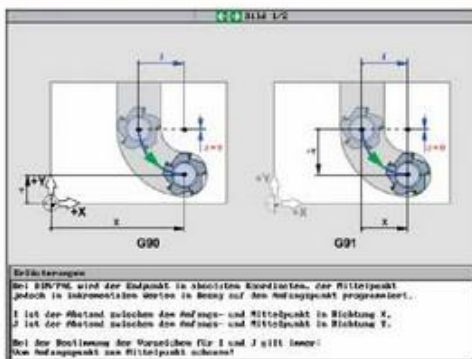 Bild 1/2
I
J=0
Y
+Y
+X
X
G90
I
J=0
-Y
+Y
+X
X
G91
Erläuterungen
Bei DIN/PAL wird der Endpunkt in absoluten Koordinaten, der Mittelpunkt
jedoch in inkrementalen Werten in Bezug auf den Anfangspunkt programmiert.
I ist der Abstand zwischen dem Anfangs- und Mittelpunkt in Richtung X.
J ist der Abstand zwischen dem Anfangs- und Mittelpunkt in Richtung Y.
Bei der Bestimmung der Vorzeichen für I und J gilt immer:
Vom Anfangspunkt zum Mittelpunkt schauen!